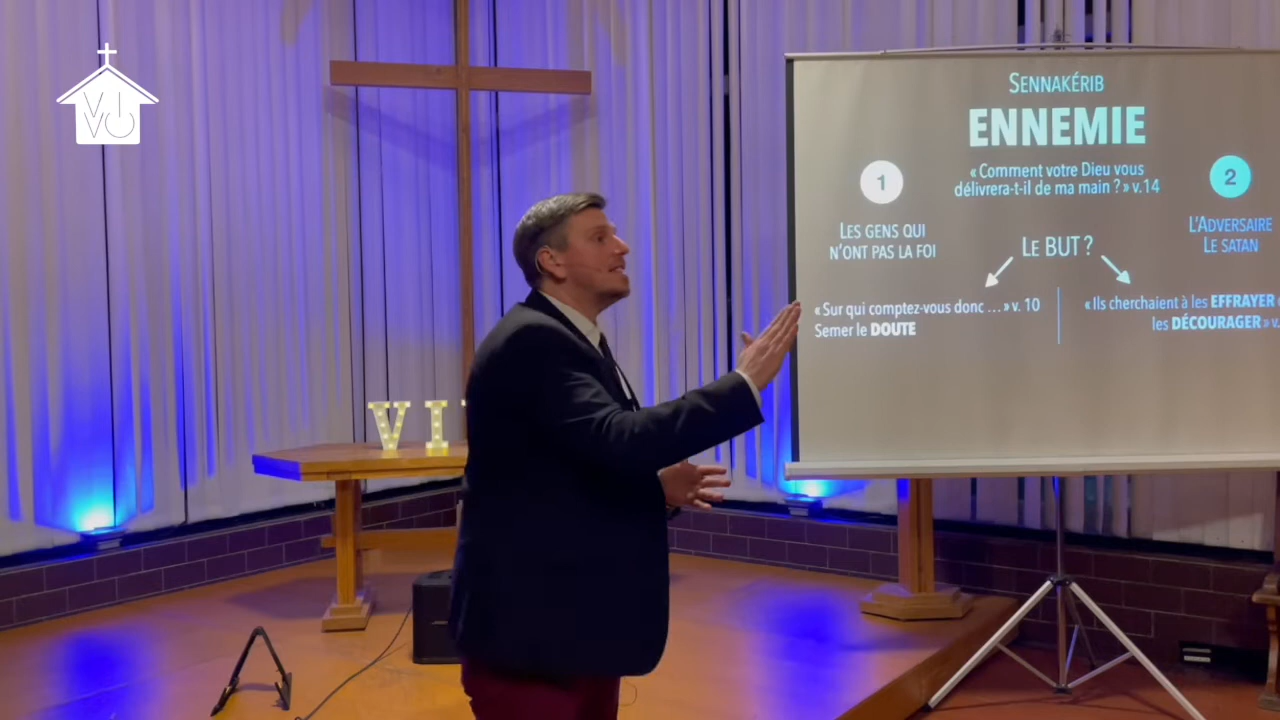 VI
VO
SENNAKÉRIB
ENNEMIE
« Comment votre Dieu vous
délivrera-t-il de ma main ? » v.14
1
LES GENS QUI
N'ONT PAS LA FOI
2
L'ADVERSAIRE
LE SATAN
LE BUT ?
« Sur qui comptez-vous donc ... » v. 10
Semer le DOUTE
« Ils cherchaient à les EFFRAYER
les DÉCOURAGER » v.
VI